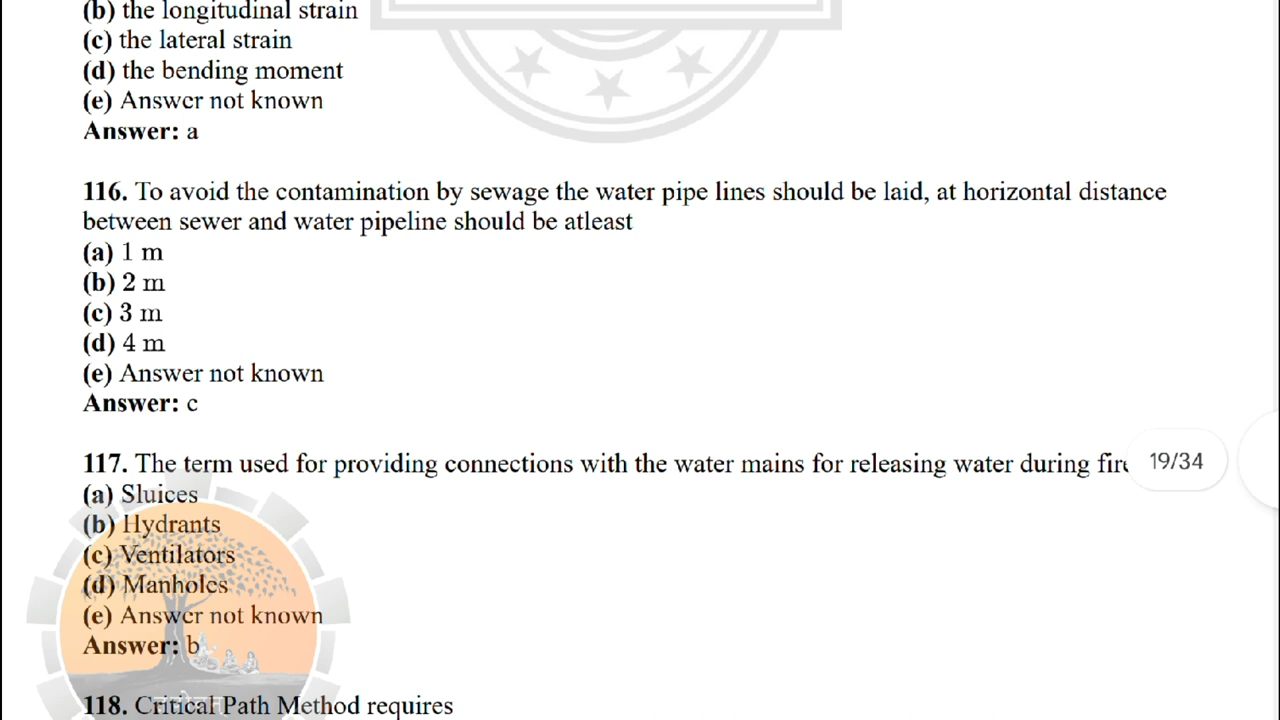 (b) the longitudinal strain
(c) the lateral strain
(d) the bending moment
(e) Answer not known
Answer: a
116. To avoid the contamination by sewage the water pipe lines should be laid, at horizontal distance
between sewer and water pipeline should be atleast
(a) 1 m
(b) 2 m
(c) 3 m
(d) 4 m
(e) Answer not known
Answer: c
117. The term used for providing connections with the water mains for releasing water during fire
19/34
(a) Sluices
(b) Hydrants
(c) Ventilators
(d) Manholes
(e) Answer not known
Answer: b
118. Critical Path Method requires